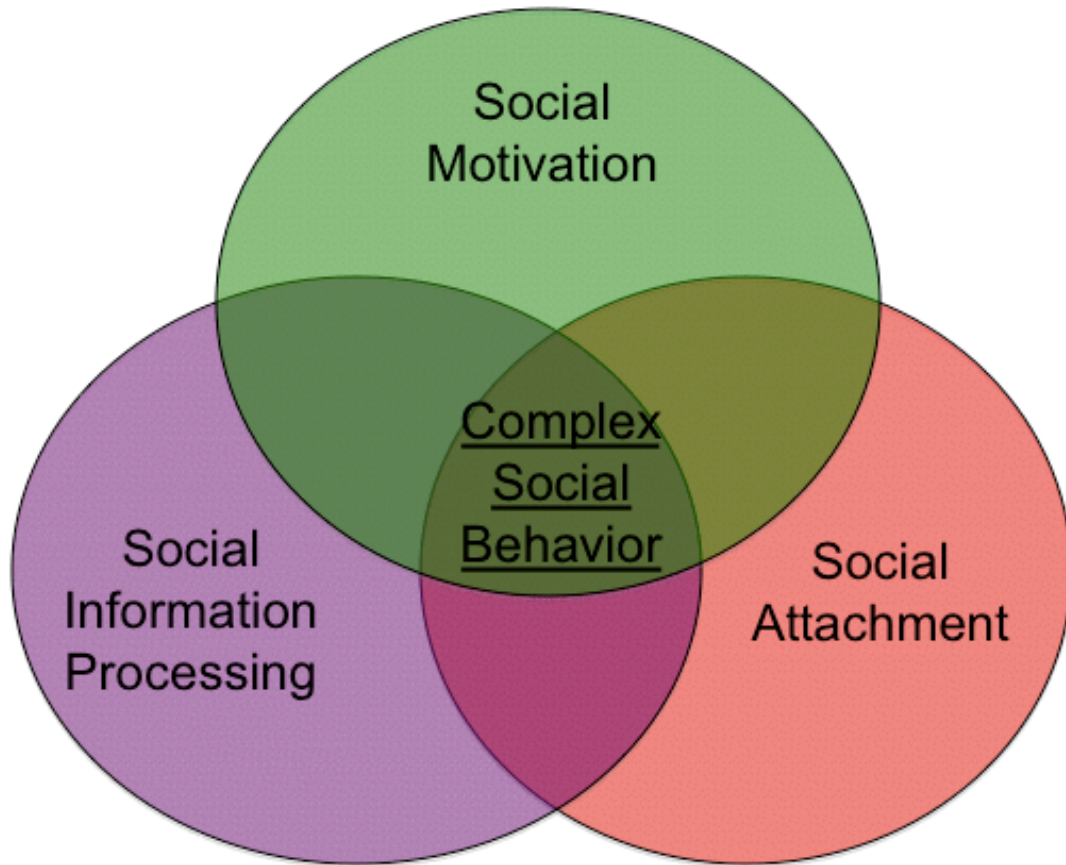 Social
Motivation
Complex
Social
Behavior
Social
Information
Processing
Social
Attachment